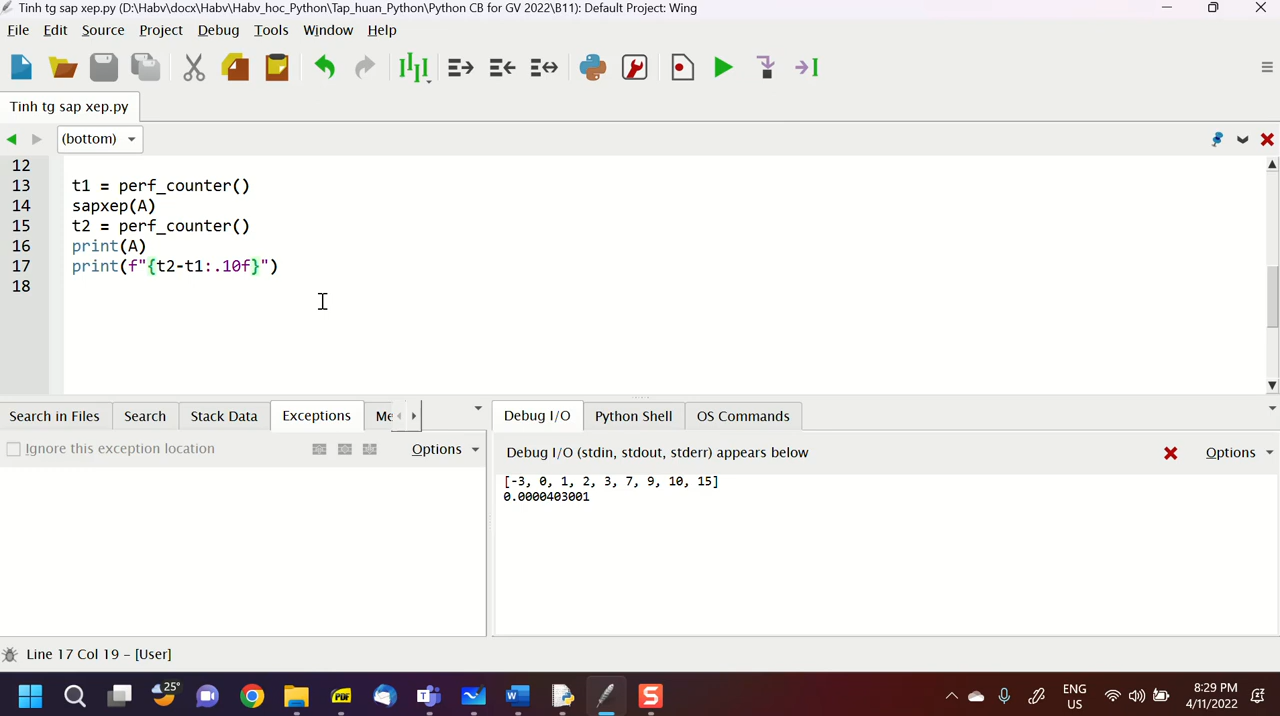 Tinh tg sap xep.py (D:\Habv\docx\Habv\Habv_hoc_Python\Tap_huan_Python\Python CB for GV 2022\B11): Default Project: Wing
File Edit Source Project Debug Tools Window Help
Tinh tg sap xep.py
(bottom)
12
13 t1 = perf_counter()
14 sapxep(A)
15 t2 = perf_counter()
16 print(A)
17 print(f"{t2-t1:.10f}")
18
Search in Files Search Stack Data Exceptions Me
Ignore this exception location Options
Debug I/O Python Shell OS Commands
Debug I/O (stdin, stdout, stderr) appears below Options
[-3, 0, 1, 2, 3, 7, 9, 10, 15]
0.0000403001
Line 17 Col 19 – [User]
25°
PDF
W
S
ENG
US
8:29 PM
4/11/2022